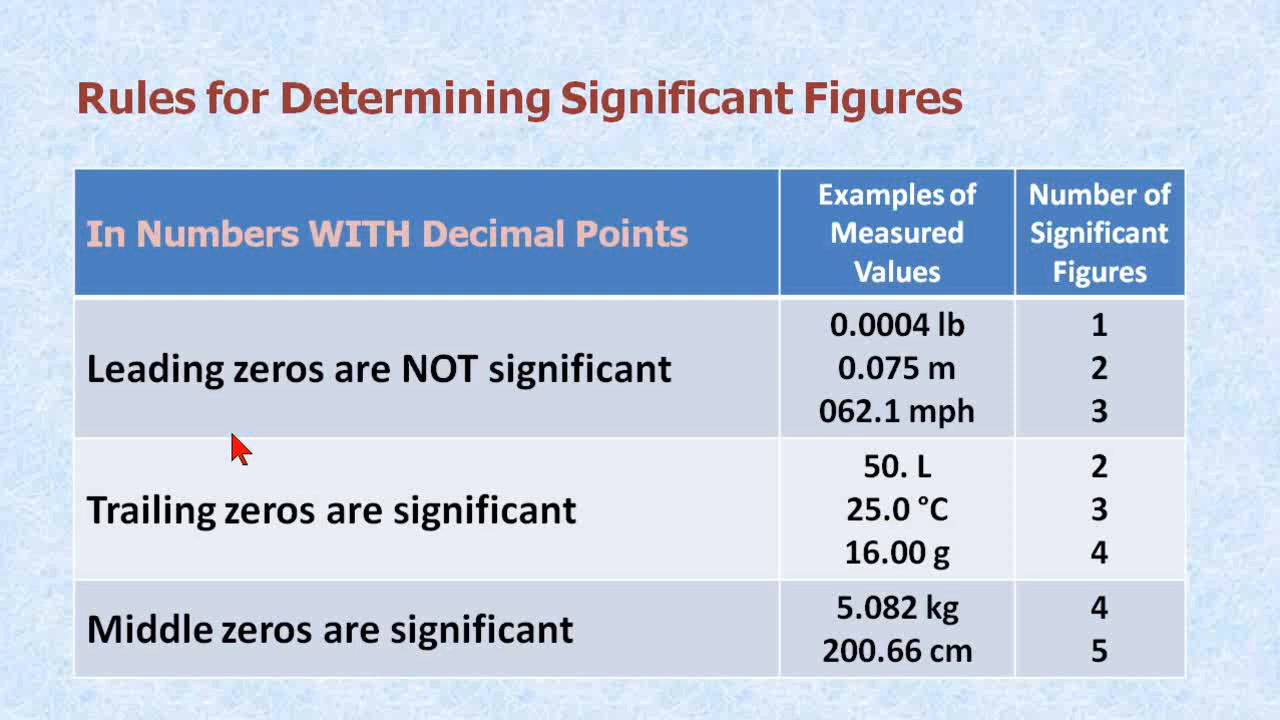 Rules for Determining Significant Figures
In Numbers WITH Decimal Points
Examples of
Measured
Values
Number of
Significant
Figures
Leading zeros are NOT significant
0.0004 lb
1
0.075 m
2
062.1 mph
3
Trailing zeros are significant
50. L
2
25.0 °C
3
16.00 g
4
Middle zeros are significant
5.082 kg
4
200.66 cm
5